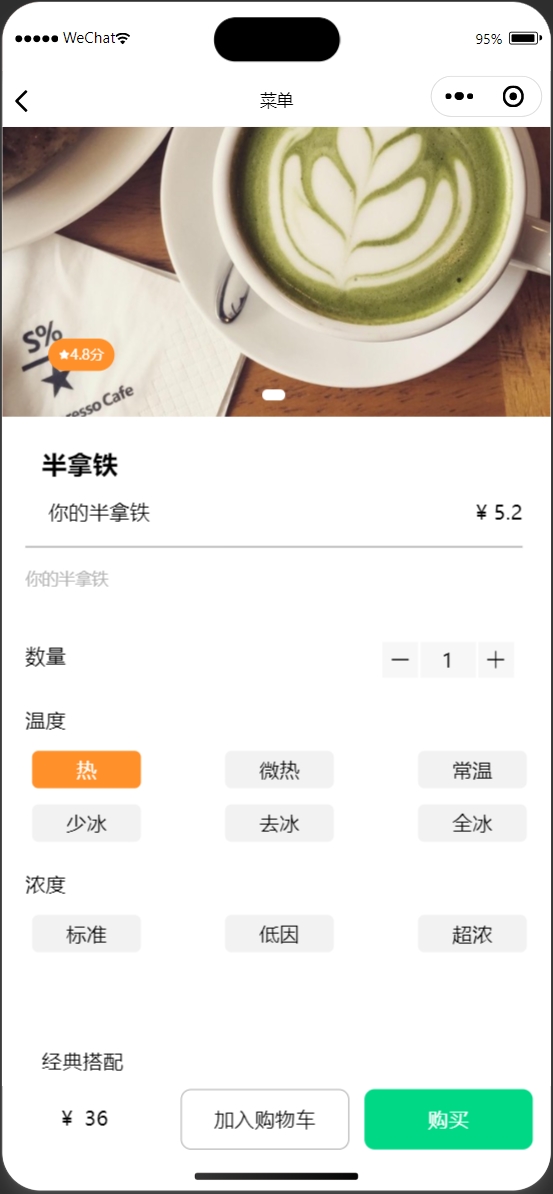 WeChat 95%
菜单
S%
4.8分
resso Cafe
半拿铁
你的半拿铁 ¥ 5.2
你的半拿铁
数量 1
温度
热 微热 常温
少冰 去冰 全冰
浓度
标准 低因 超浓
经典搭配
¥ 36 加入购物车 购买